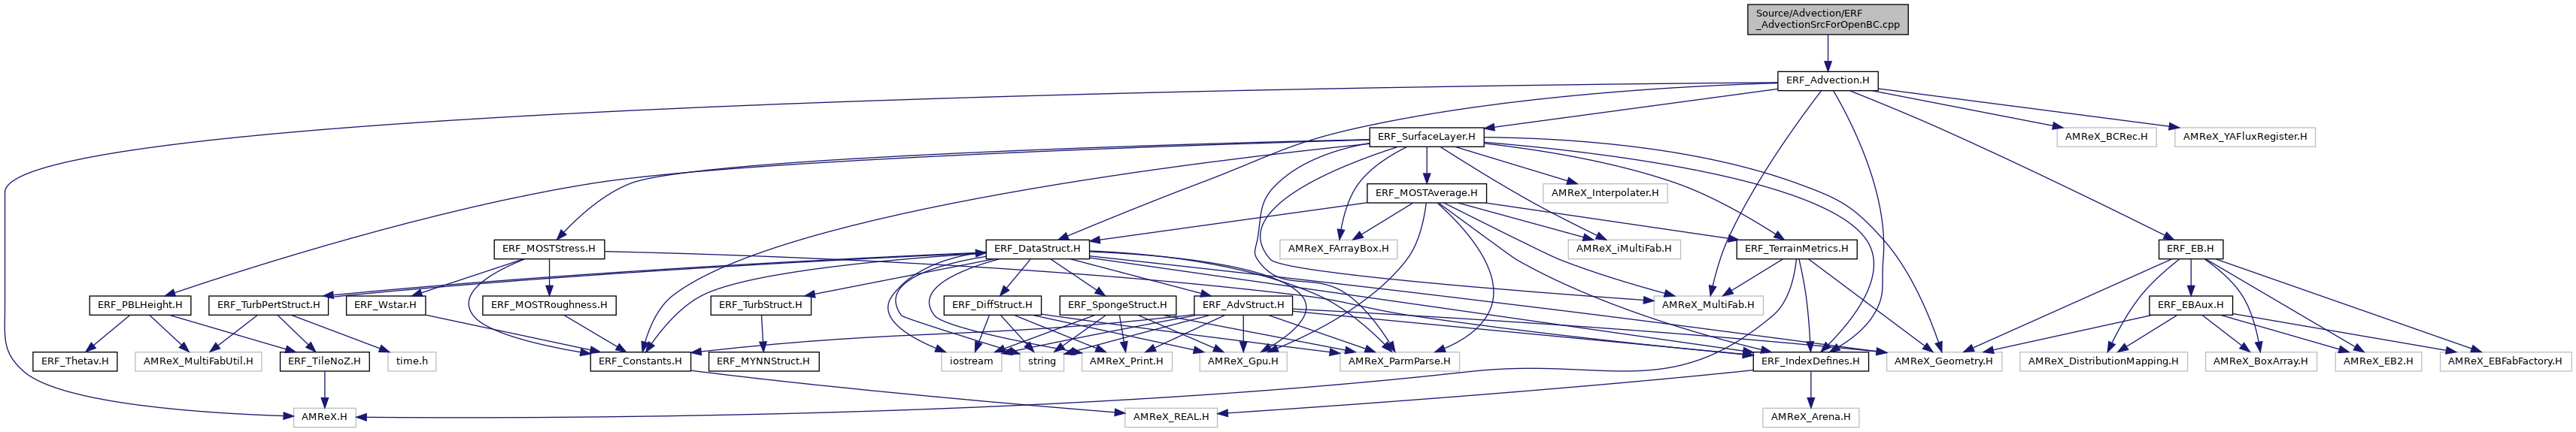 Source/Advection/ERF
_AdvectionSrcForOpenBC.cpp
ERF_Advection.H
ERF_SurfaceLayer.H
AMReX_BCRec.H
AMReX_YAFluxRegister.H
ERF_MOSTAverage.H
AMReX_Interpolater.H
ERF_MOSTStress.H
ERF_DataStruct.H
AMReX_FArrayBox.H
AMReX_iMultiFab.H
ERF_TerrainMetrics.H
ERF_EB.H
ERF_PBLHeight.H
ERF_TurbPertStruct.H
ERF_Wstar.H
ERF_MOSTRoughness.H
ERF_TurbStruct.H
ERF_DiffStruct.H
ERF_SpongeStruct.H
ERF_AdvStruct.H
AMReX_MultiFab.H
ERF_EBAux.H
ERF_Thetav.H
AMReX_MultiFabUtil.H
ERF_TileNoZ.H
time.h
ERF_Constants.H
ERF_MYNNStruct.H
iostream
string
AMReX_Print.H
AMReX_Gpu.H
AMReX_ParmParse.H
ERF_IndexDefines.H
AMReX_Geometry.H
AMReX_DistributionMapping.H
AMReX_BoxArray.H
AMReX_EB2.H
AMReX_EBFabFactory.H
AMReX.H
AMReX_REAL.H
AMReX_Arena.H